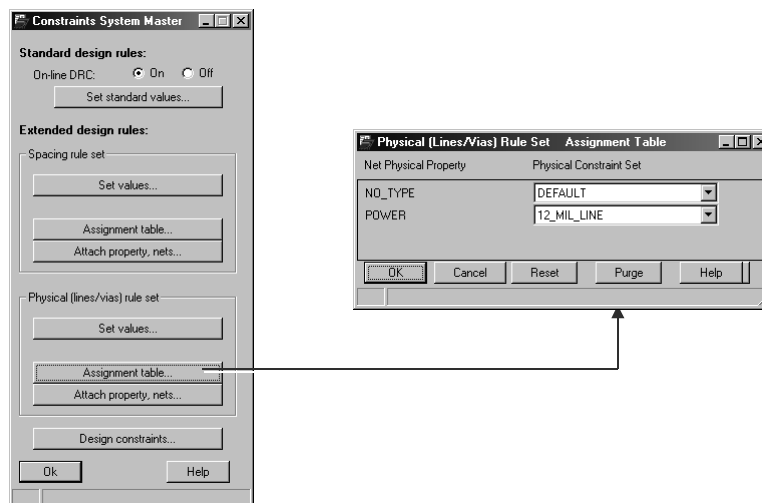 Constraints System Master
Standard design rules:
On-line DRC: On Off
Set standard values...
Extended design rules:
Spacing rule set
Set values...
Assignment table...
Attach property, nets...
Physical (lines/vias) rule set
Set values...
Assignment table...
Attach property, nets...
Design constraints...
Ok Help
Physical (Lines/Vias) Rule Set Assignment Table
Net Physical Property Physical Constraint Set
NO_TYPE DEFAULT
POWER 12_MIL_LINE
OK Cancel Reset Purge Help